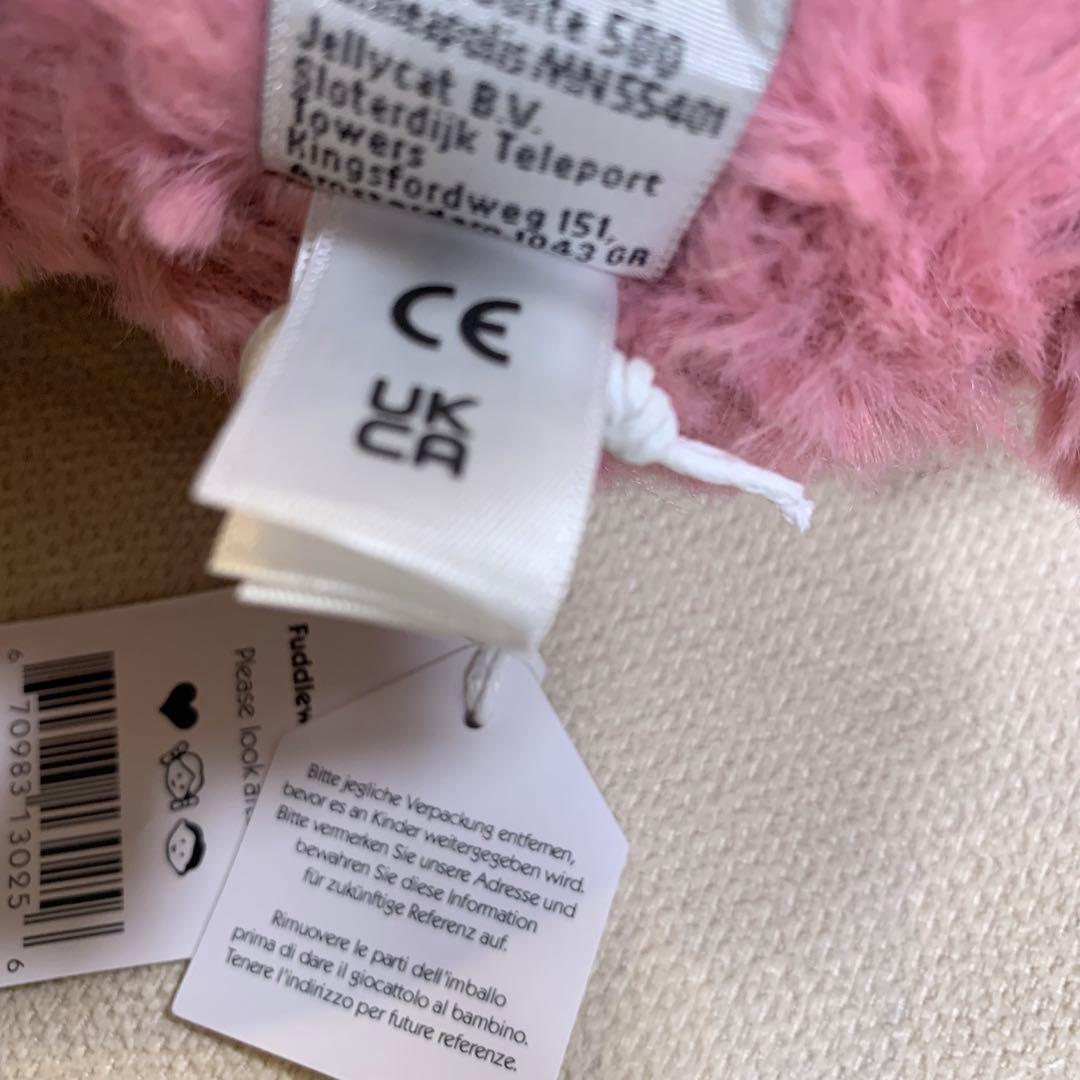 Suite 500
Minneapolis MN 55401
Jellycat B.V.
Sloterdijk Teleport
Towers
Kingsfordweg 151,
Amsterdam 1043 GR
CE
UK
CA
Fuddlew
Please look
6 70983 13025 6
Bitte jegliche Verpackung entfernen,
bevor es an Kinder weitergegeben wird.
Bitte vermerken Sie unsere Adresse und
bewahren Sie diese Information
für zukünftige Referenz auf.
Rimuovere le parti dell'imballo
prima di dare il giocattolo al bambino.
Tenere l'indirizzo per future referenze.